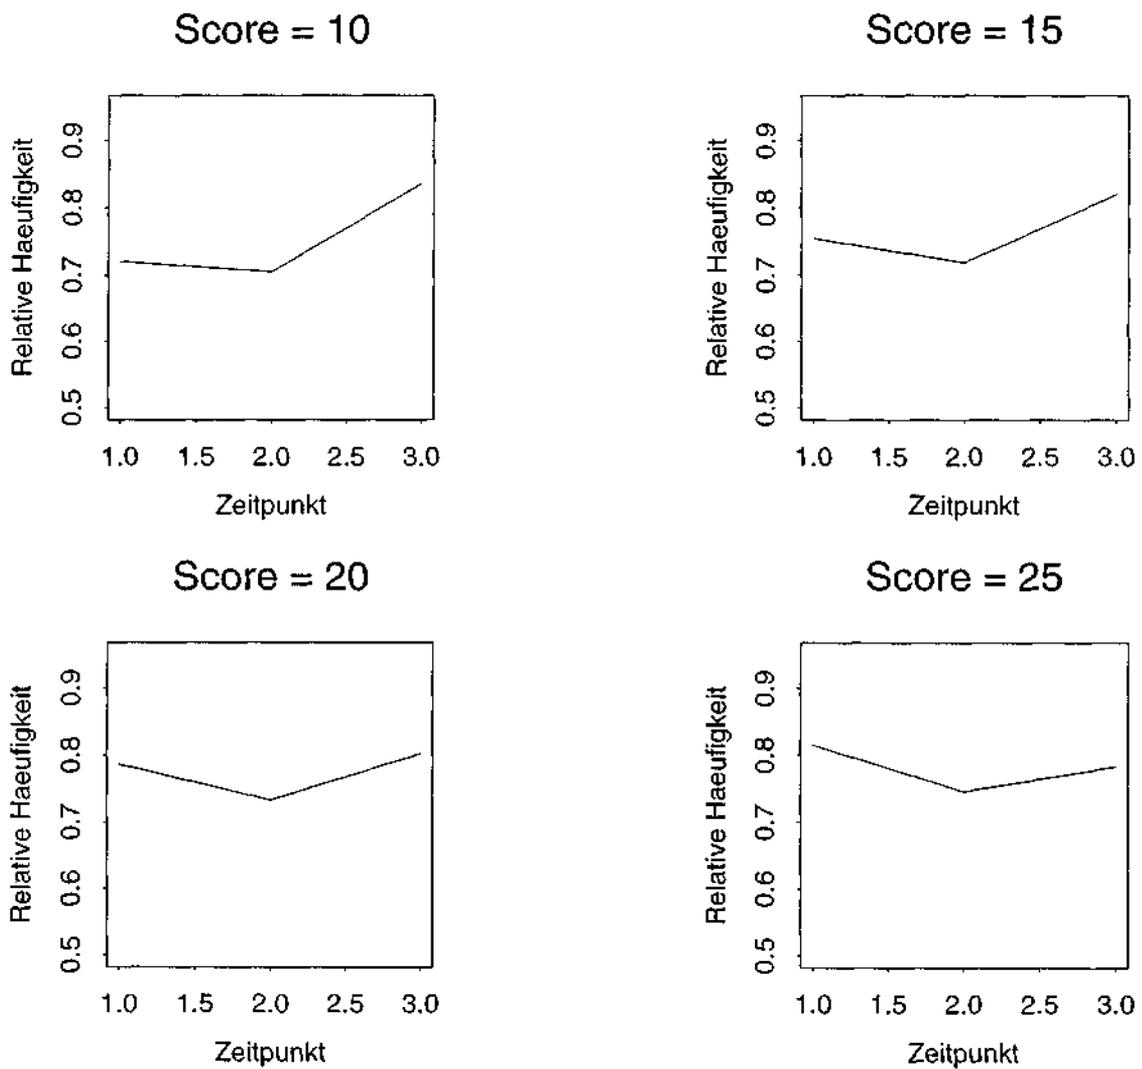 Score = 10
Relative Haeufigkeit
0.9
0.8
0.7
0.6
0.5
1.0 1.5 2.0 2.5 3.0
Zeitpunkt
Score = 15
Relative Haeufigkeit
0.9
0.8
0.7
0.6
0.5
1.0 1.5 2.0 2.5 3.0
Zeitpunkt
Score = 20
Relative Haeufigkeit
0.9
0.8
0.7
0.6
0.5
1.0 1.5 2.0 2.5 3.0
Zeitpunkt
Score = 25
Relative Haeufigkeit
0.9
0.8
0.7
0.6
0.5
1.0 1.5 2.0 2.5 3.0
Zeitpunkt